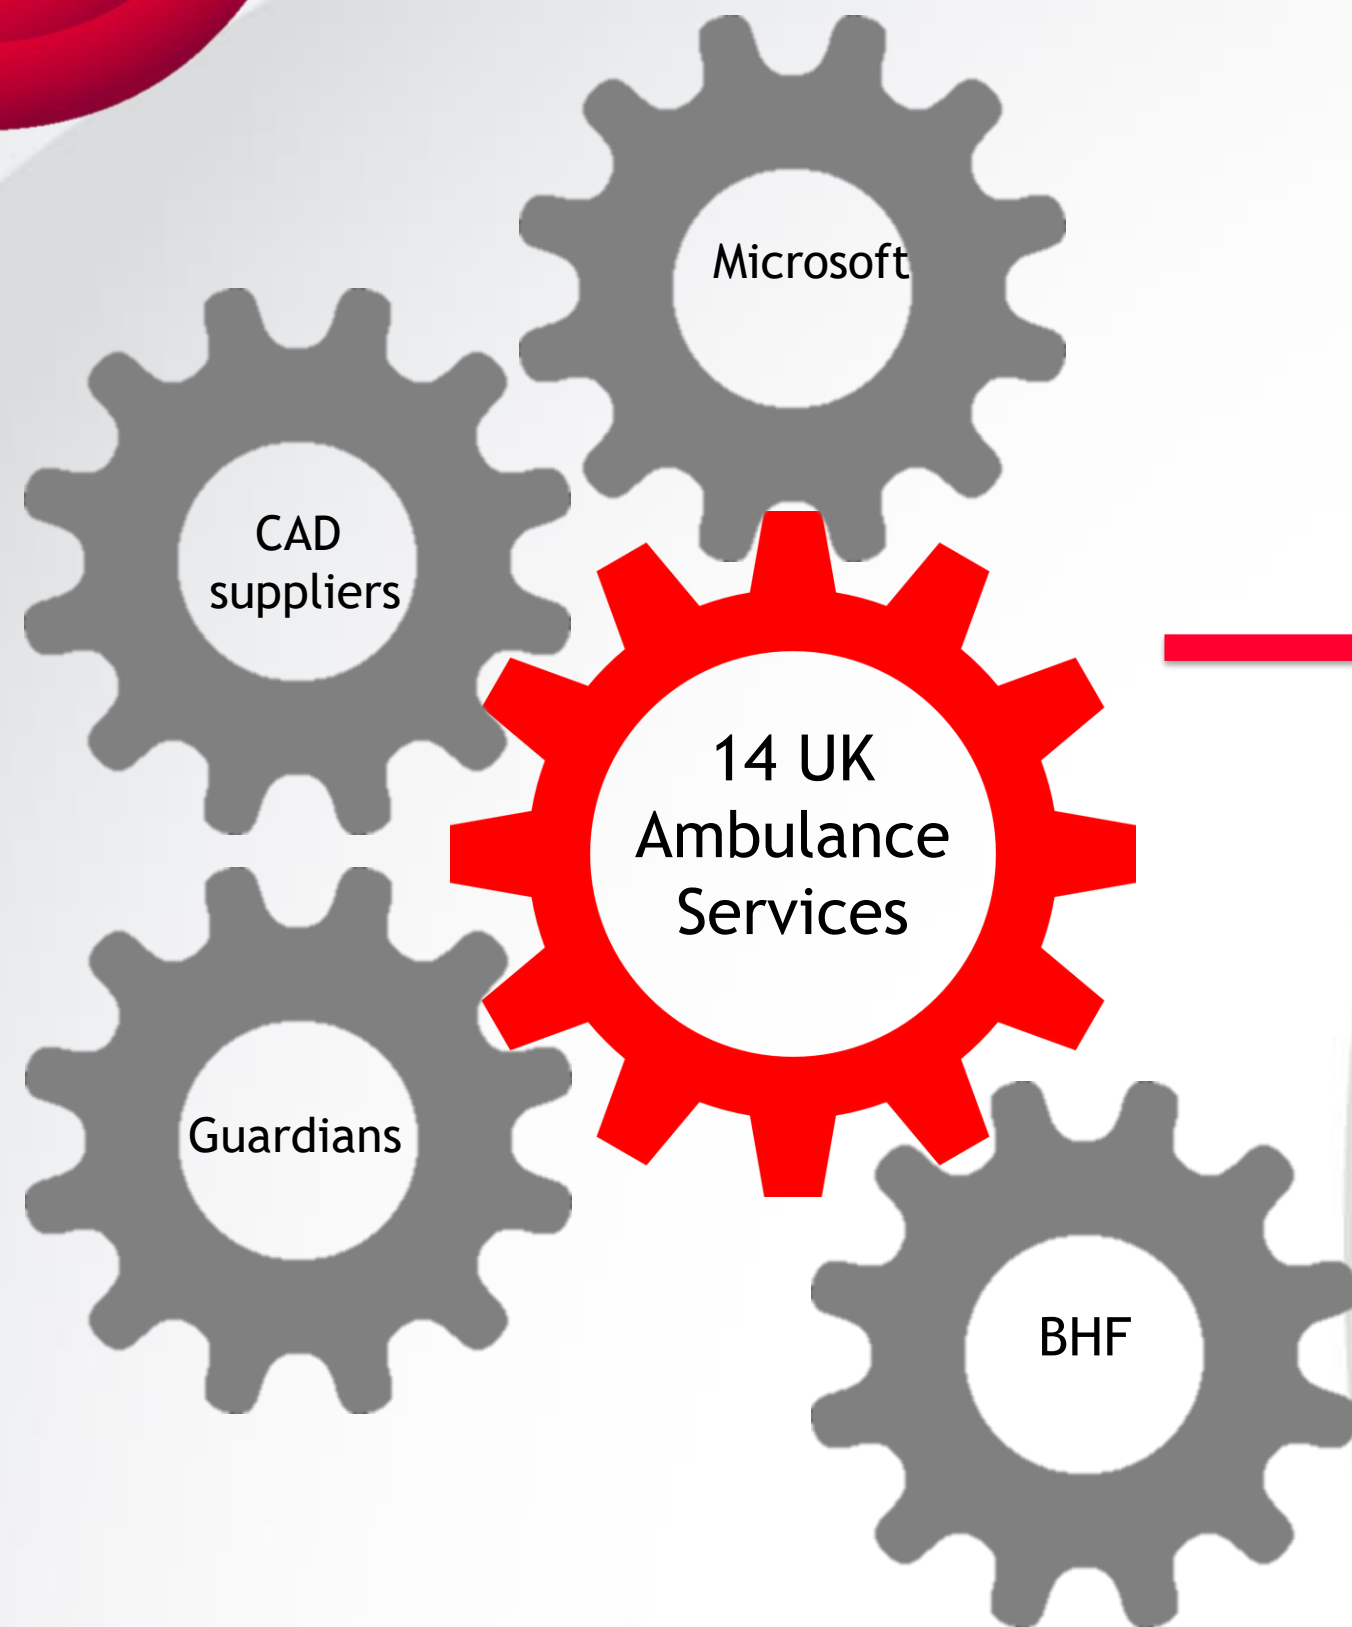 Microsoft
CAD
suppliers
14 UK
Ambulance
Services
Guardians
BHF